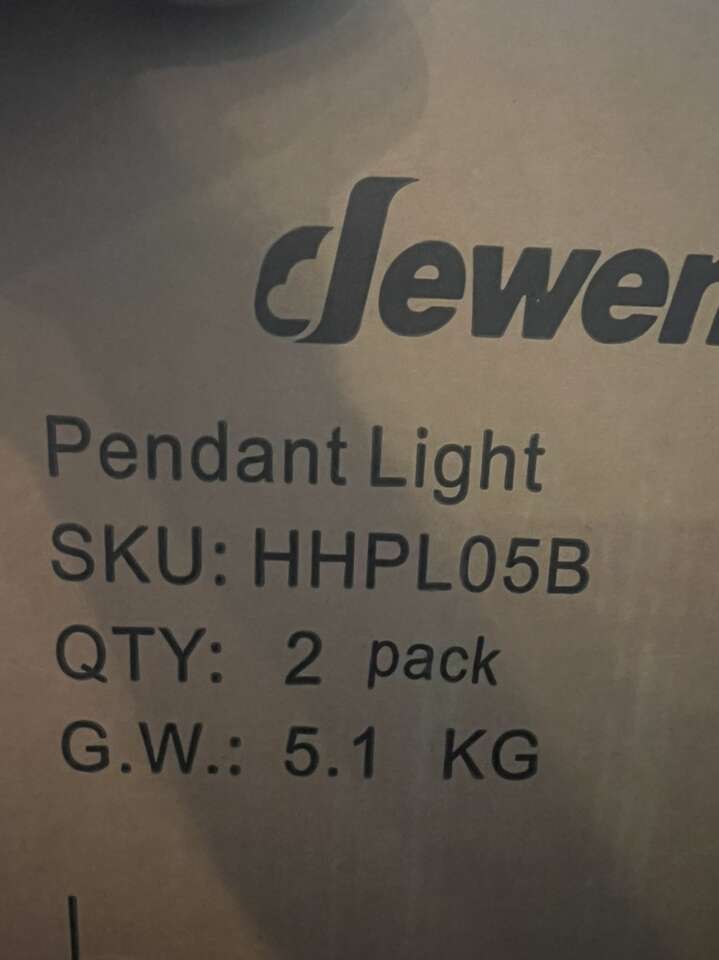 dewen
Pendant Light
SKU: HHPL05B
QTY: 2 pack
G.W.: 5.1 KG